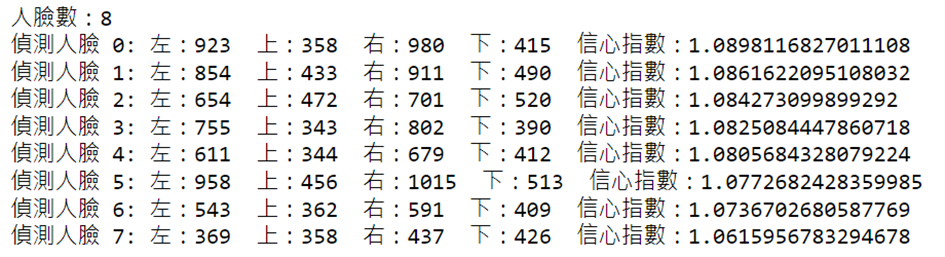 人臉數：8
偵測人臉 0: 左：923 上：358 右：980 下：415 信心指數：1.0898116827011108
偵測人臉 1: 左：854 上：433 右：911 下：490 信心指數：1.0861622095108032
偵測人臉 2: 左：654 上：472 右：701 下：520 信心指數：1.084273099899292
偵測人臉 3: 左：755 上：343 右：802 下：390 信心指數：1.0825084447860718
偵測人臉 4: 左：611 上：344 右：679 下：412 信心指數：1.0805684328079224
偵測人臉 5: 左：958 上：456 右：1015 下：513 信心指數：1.0772682428359985
偵測人臉 6: 左：543 上：362 右：591 下：409 信心指數：1.0736702680587769
偵測人臉 7: 左：369 上：358 右：437 下：426 信心指數：1.0615956783294678